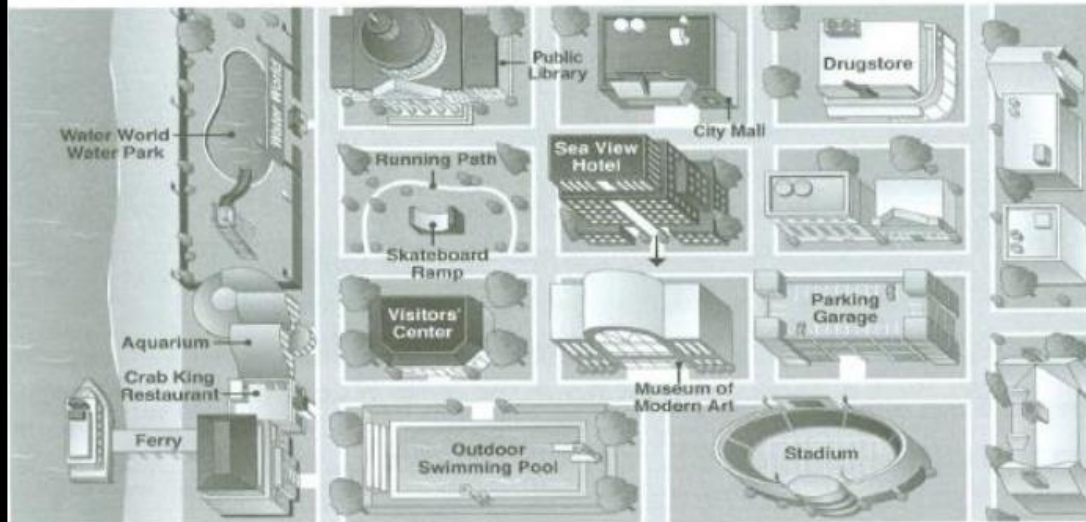 Public
Library
Drugstore
City Mall
Water World
Water Park
WATER WORLD
Running Path
Sea View
Hotel
Skateboard
Ramp
Visitors'
Center
Parking
Garage
Aquarium
Crab King
Restaurant
Museum of
Modern Art
Ferry
Outdoor
Swimming Pool
Stadium